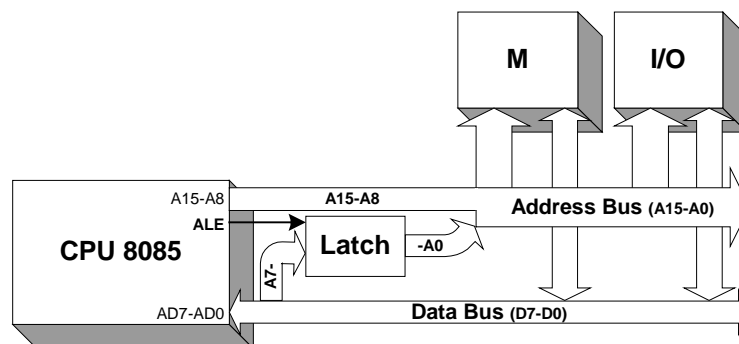 M
I/O
A15-A8
A15-A8
Address Bus (A15-A0)
ALE
CPU 8085
Latch
-A0
A7-
AD7-AD0
Data Bus (D7-D0)